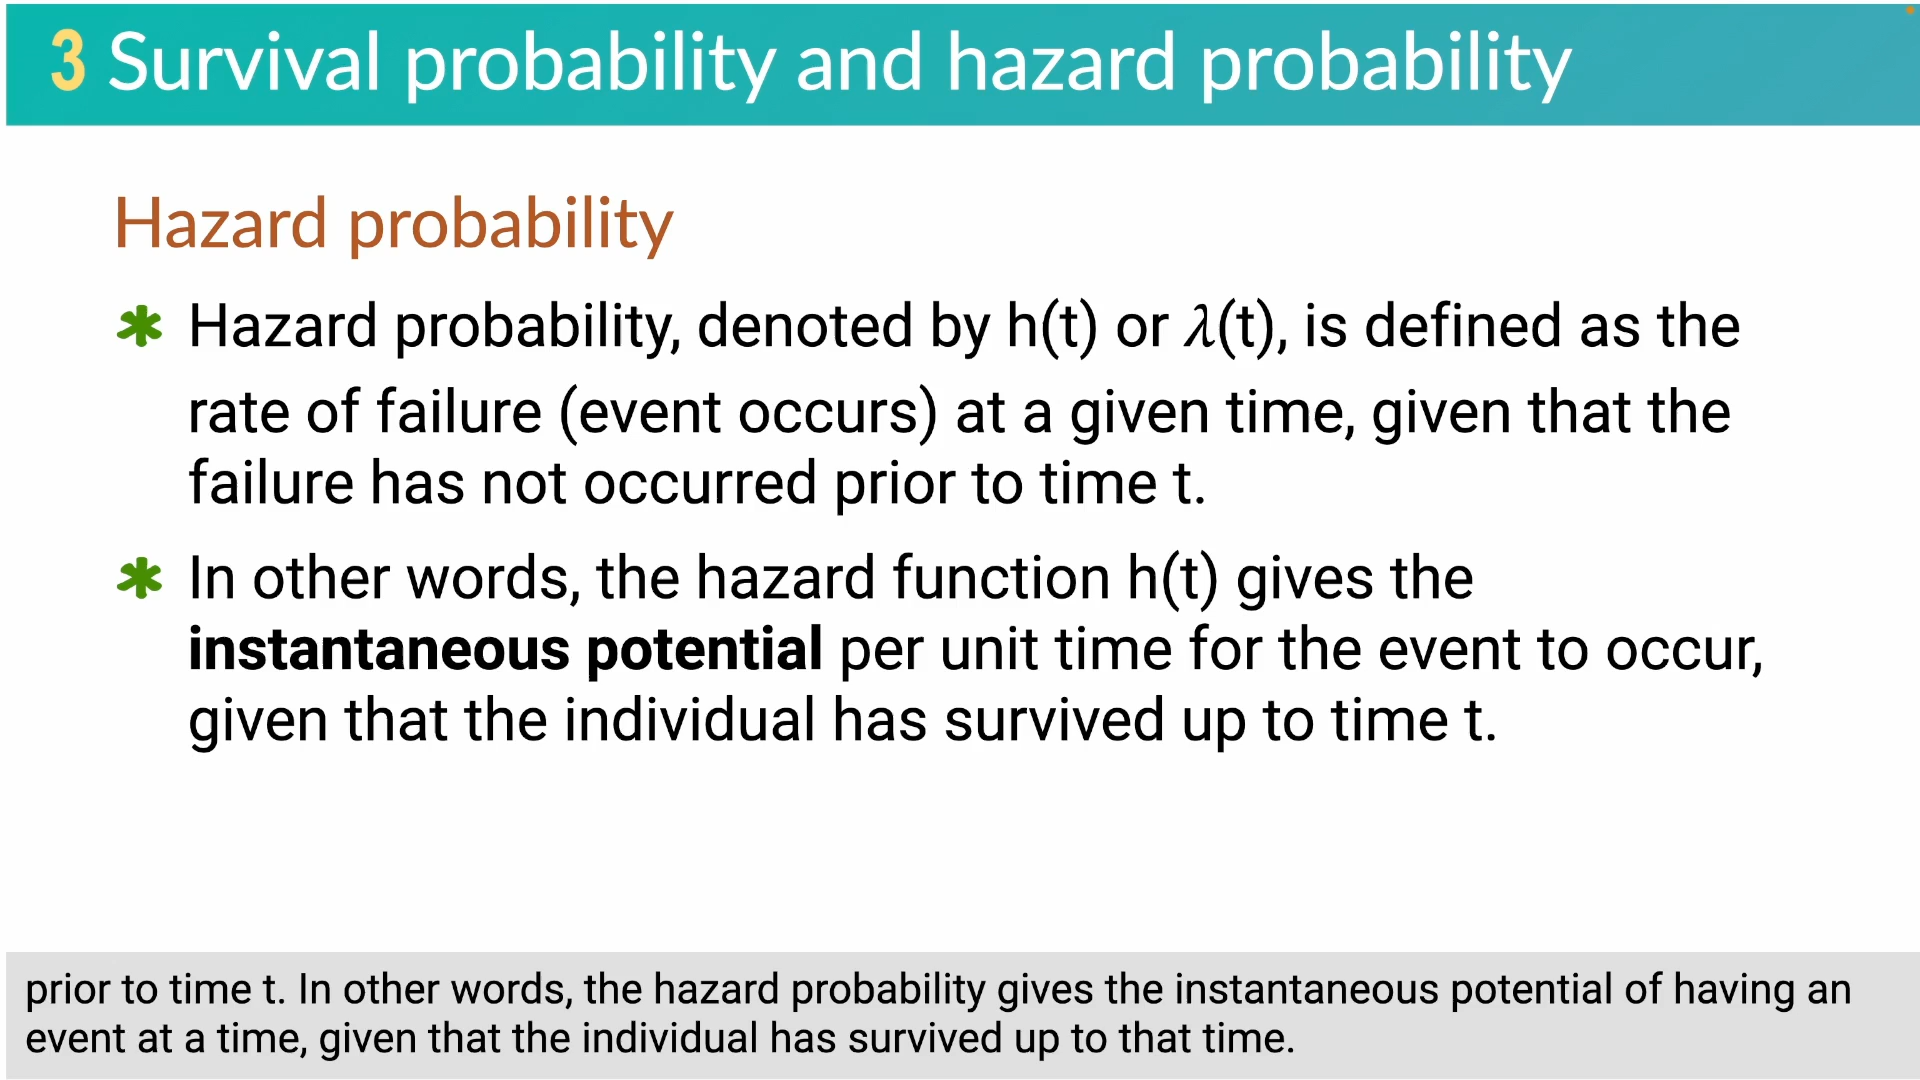 3 Survival probability and hazard probability
Hazard probability
✱ Hazard probability, denoted by h(t) or λ(t), is defined as the
rate of failure (event occurs) at a given time, given that the
failure has not occurred prior to time t.
✱ In other words, the hazard function h(t) gives the
instantaneous potential per unit time for the event to occur,
given that the individual has survived up to time t.
prior to time t. In other words, the hazard probability gives the instantaneous potential of having an
event at a time, given that the individual has survived up to that time.